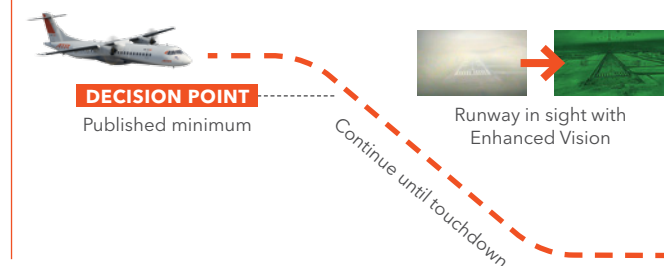 DECISION POINT
Published minimum
Continue until touchdown
Runway in sight with
Enhanced Vision